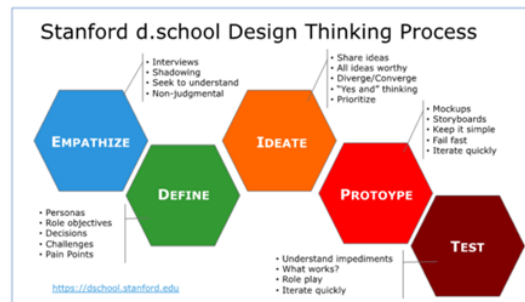 Stanford d.school Design Thinking Process
• Interviews
• Shadowing
• Seek to understand
• Non-judgmental
EMPATHIZE
• Share ideas
• All ideas worthy
• Diverge/Converge
• "Yes and" thinking
• Prioritize
IDEATE
• Mockups
• Storyboards
• Keep it simple
• Fail fast
• Iterate quickly
DEFINE
PROTOYPE
• Personas
• Role objectives
• Decisions
• Challenges
• Pain Points
TEST
• Understand impediments
• What works?
• Role play
• Iterate quickly
https://dschool.stanford.edu